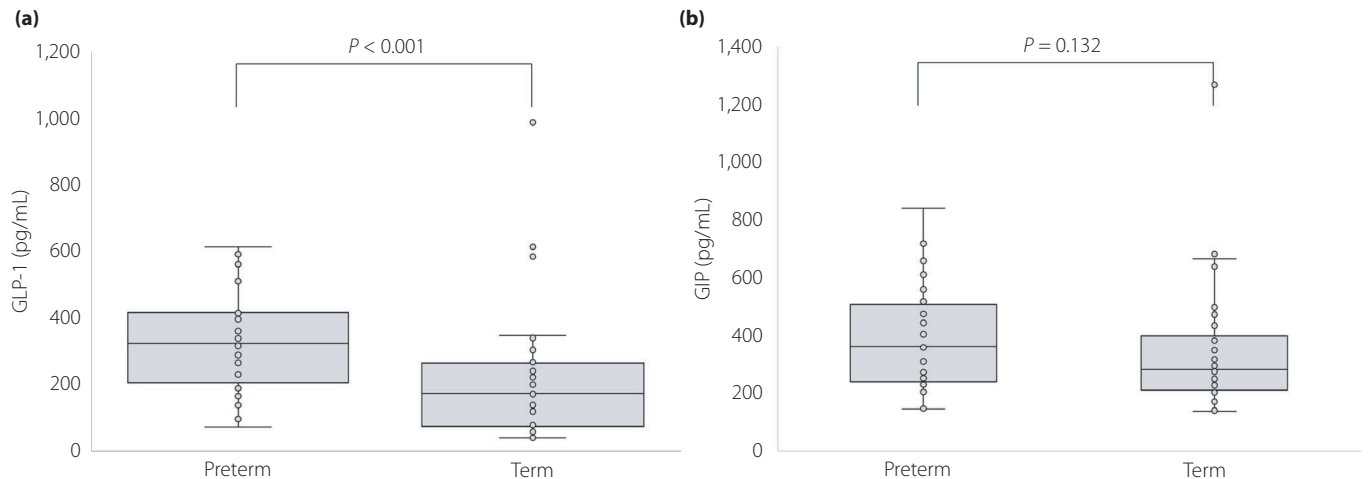 (a)
P < 0.001
1,200
1,000
800
600
400
200
0
GLP-1 (pg/mL)
Preterm
Term
(b)
P = 0.132
1,400
1,200
1,000
800
600
400
200
0
GIP (pg/mL)
Preterm
Term